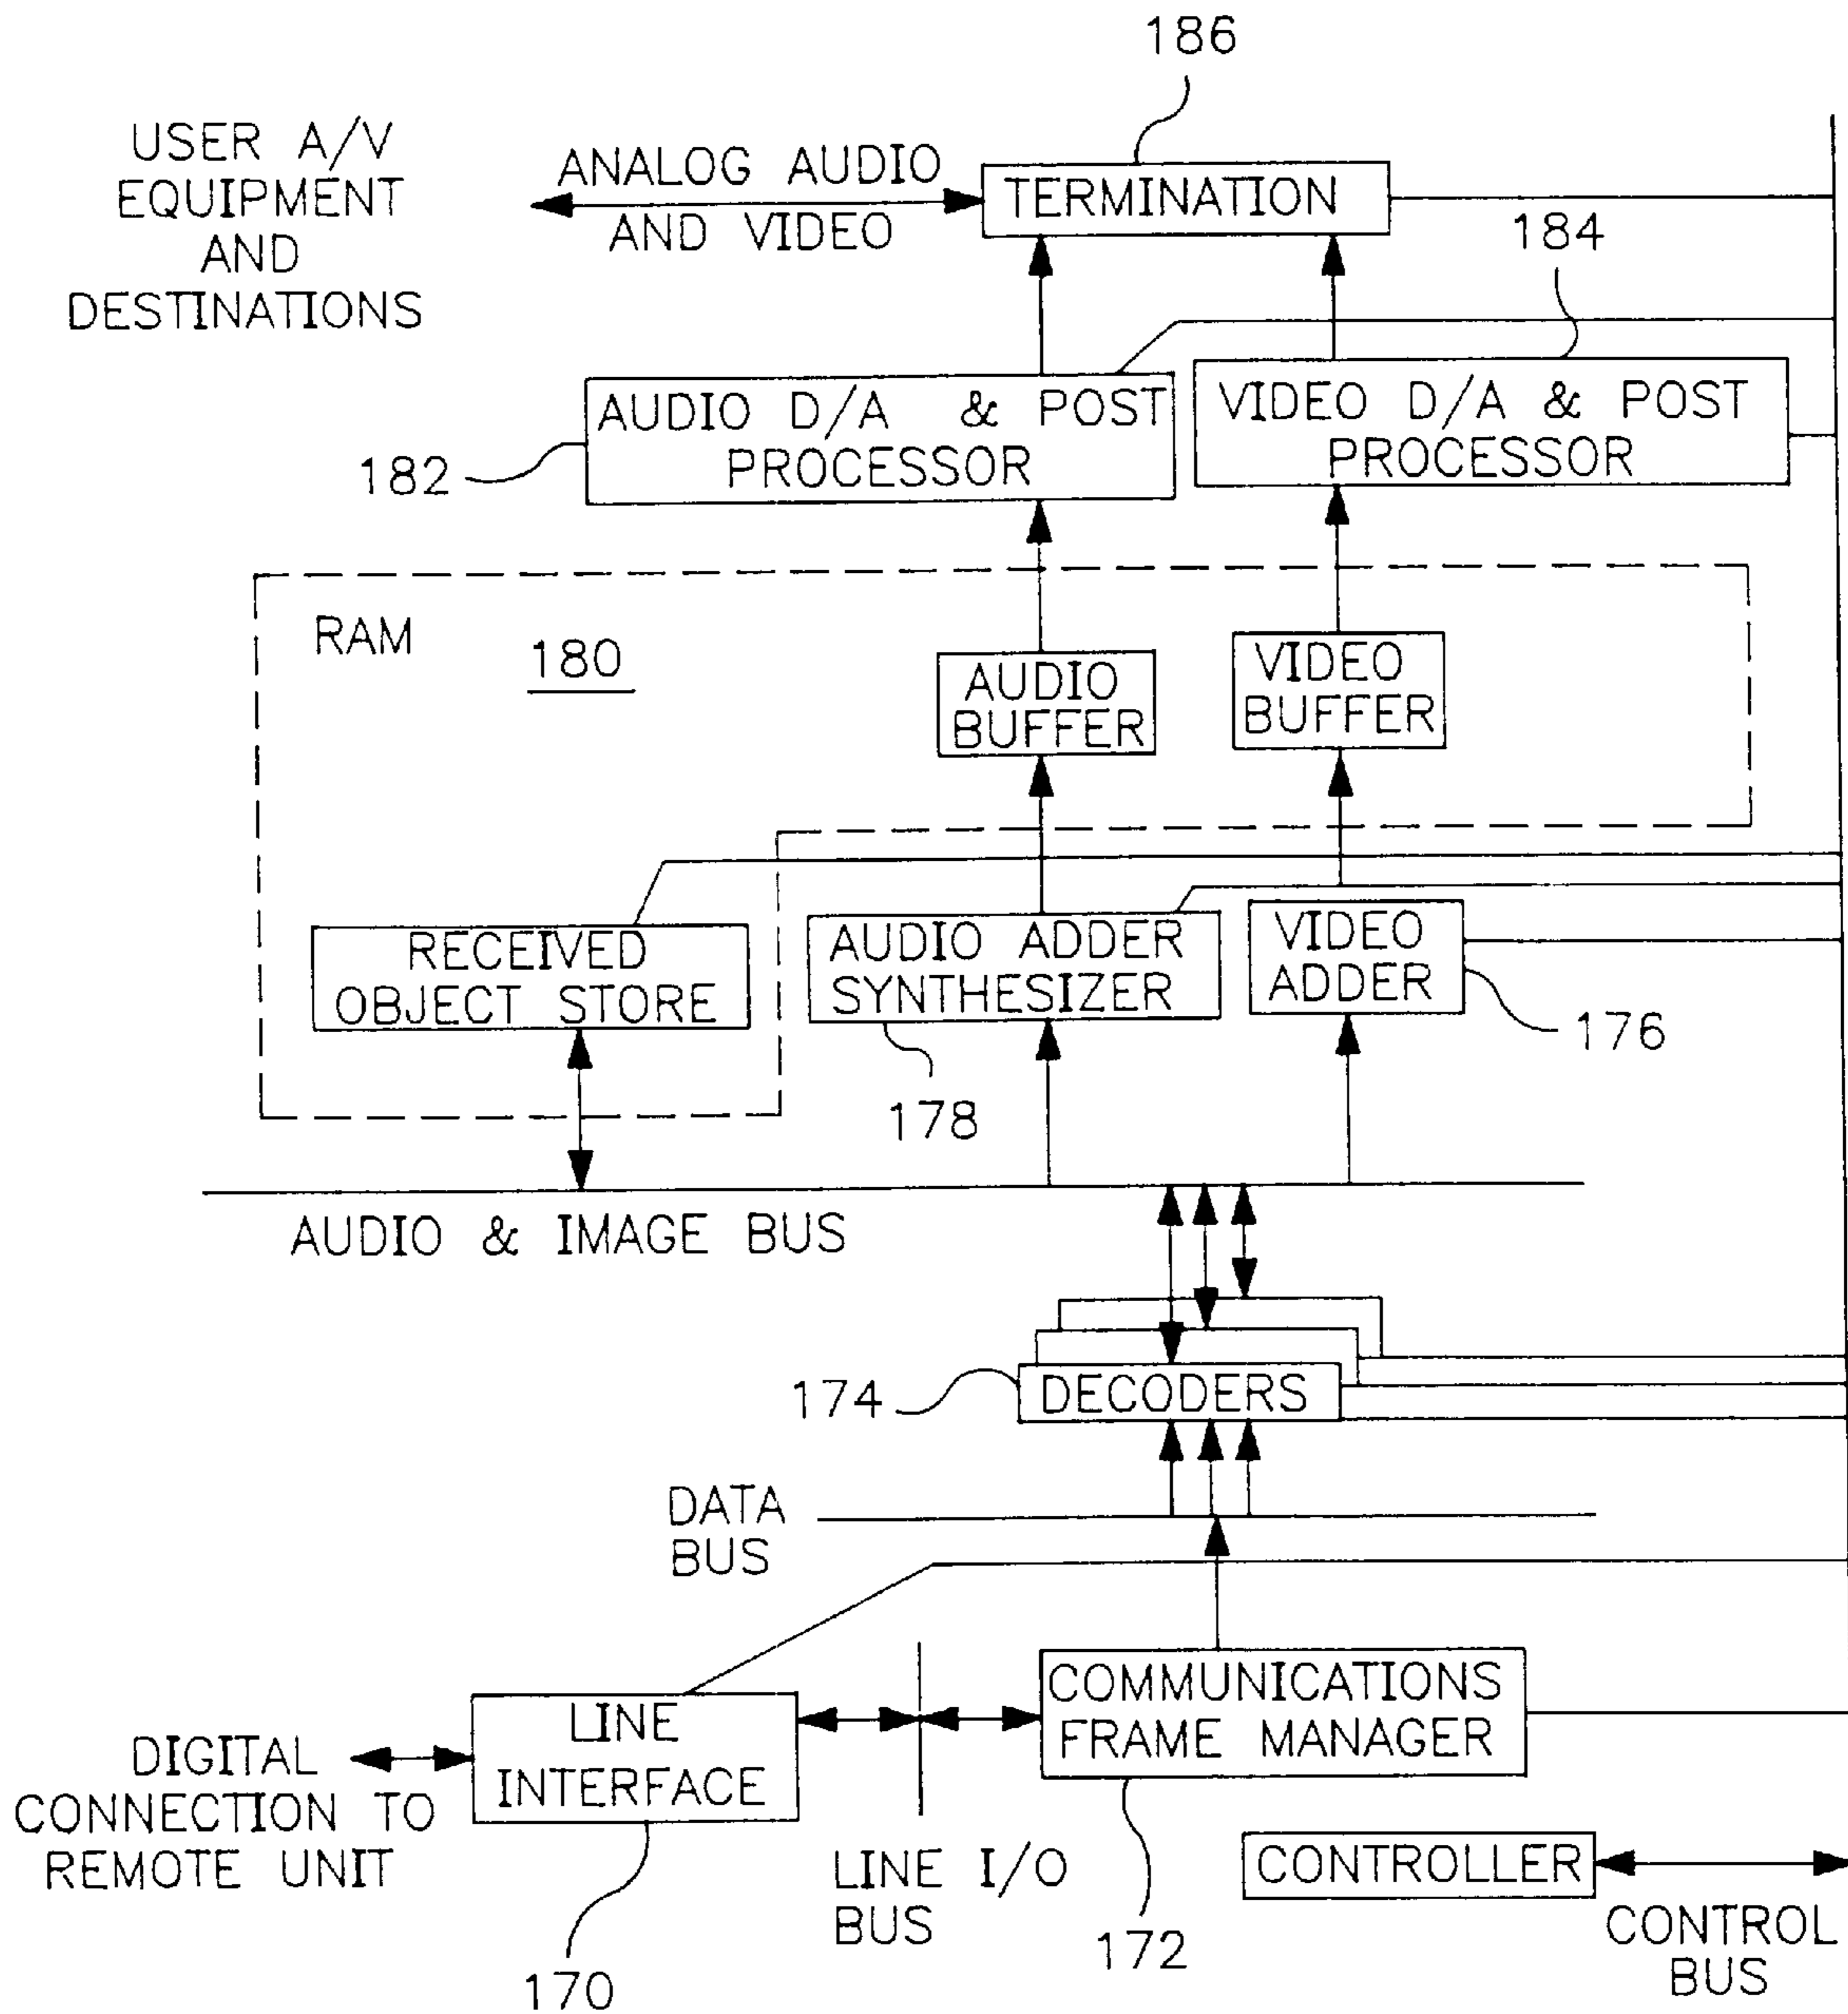 186
USER A/V
EQUIPMENT
AND
DESTINATIONS
ANALOG AUDIO
AND VIDEO
TERMINATION
184
AUDIO D/A & POST
PROCESSOR
VIDEO D/A & POST
PROCESSOR
182
RAM
180
AUDIO
BUFFER
VIDEO
BUFFER
RECEIVED
OBJECT STORE
AUDIO ADDER
SYNTHESIZER
VIDEO
ADDER
176
178
AUDIO & IMAGE BUS
174
DECODERS
DATA
BUS
LINE
INTERFACE
COMMUNICATIONS
FRAME MANAGER
DIGITAL
CONNECTION TO
REMOTE UNIT
LINE I/O
BUS
CONTROLLER
CONTROL
BUS
172
170